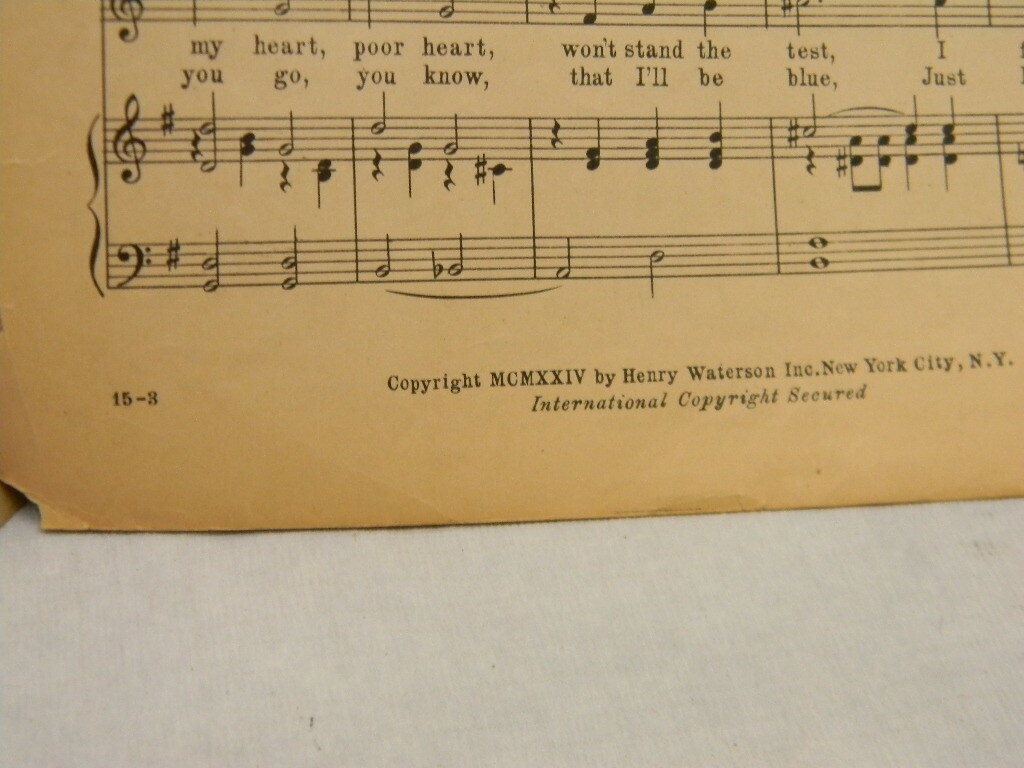 my heart, poor heart, won't stand the test, I
you go, you know, that I'll be blue, Just
Copyright MCMXXIV by Henry Waterson Inc. New York City, N.Y.
15-3
International Copyright Secured